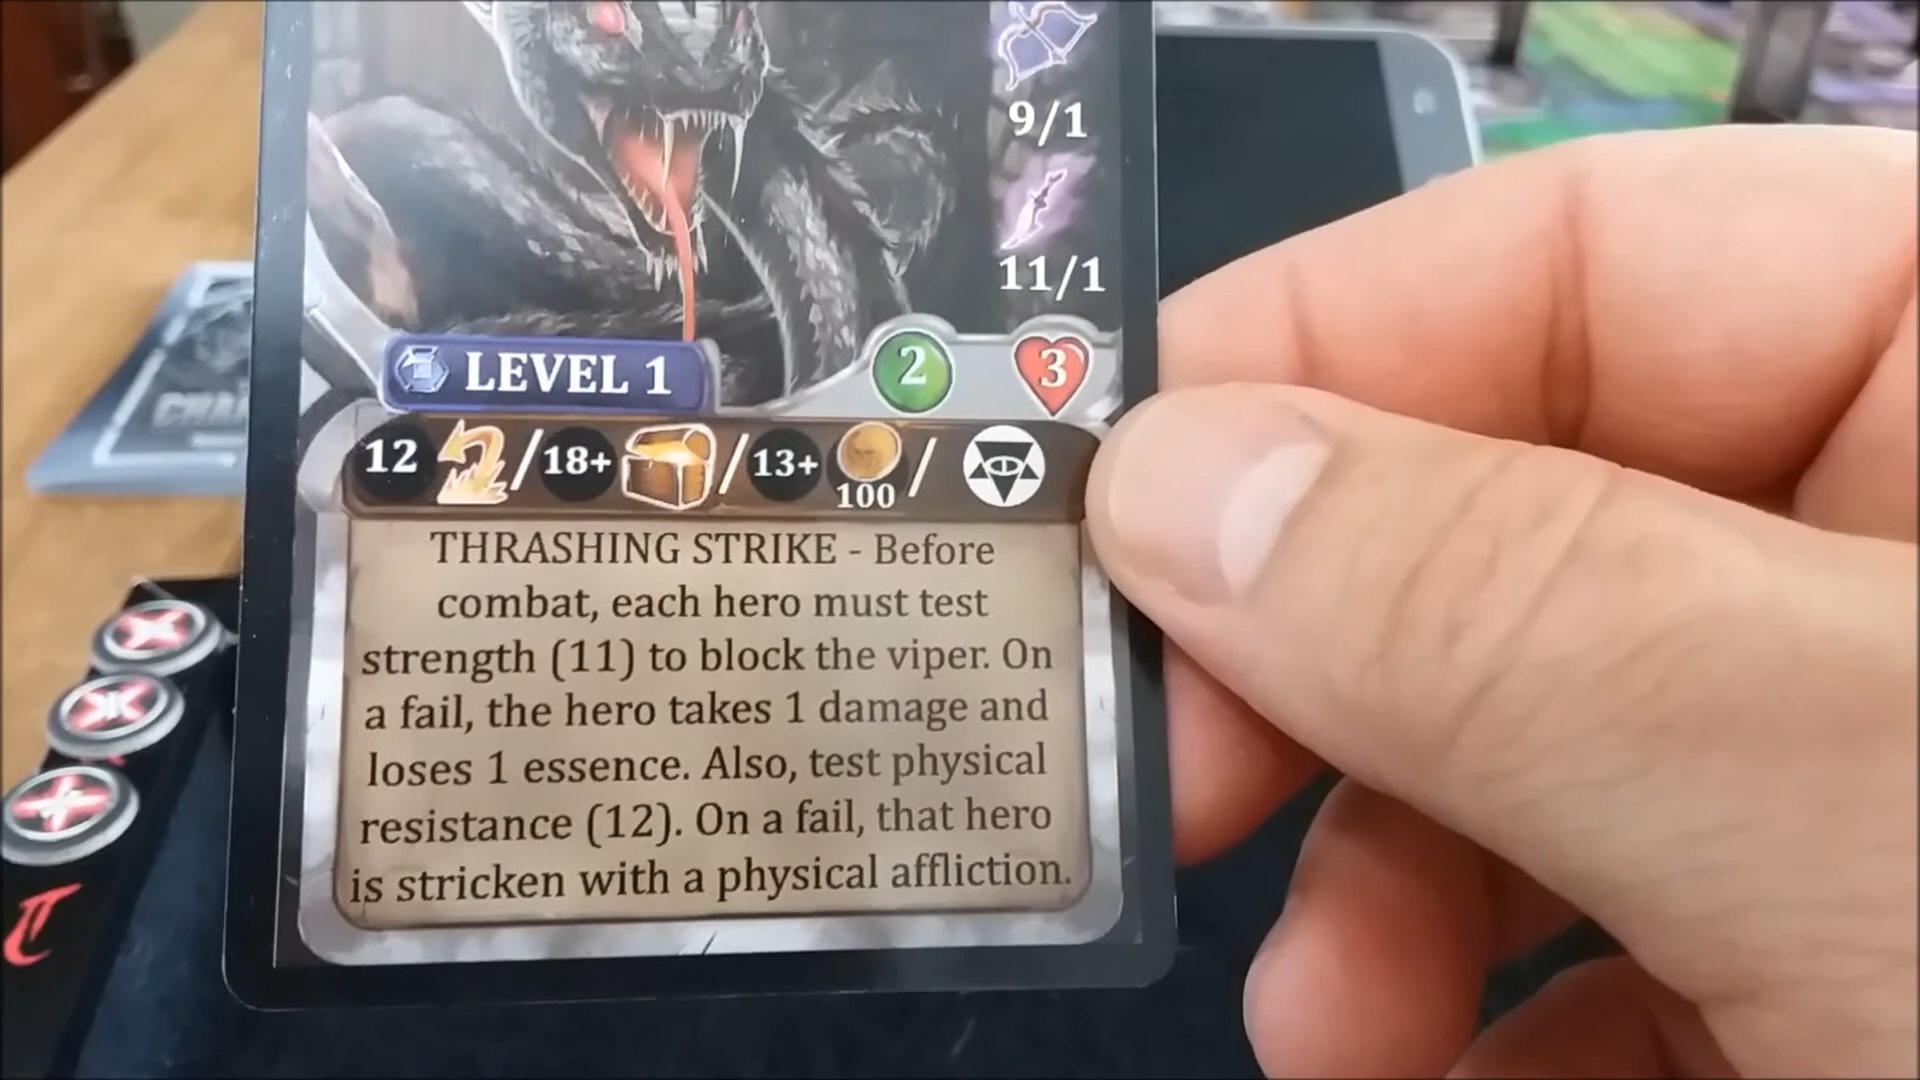 9/1
11/1
LEVEL 1
2
3
12 / 18+ / 13+ 100 /
THRASHING STRIKE - Before
combat, each hero must test
strength (11) to block the viper. On
a fail, the hero takes 1 damage and
loses 1 essence. Also, test physical
resistance (12). On a fail, that hero
is stricken with a physical affliction.